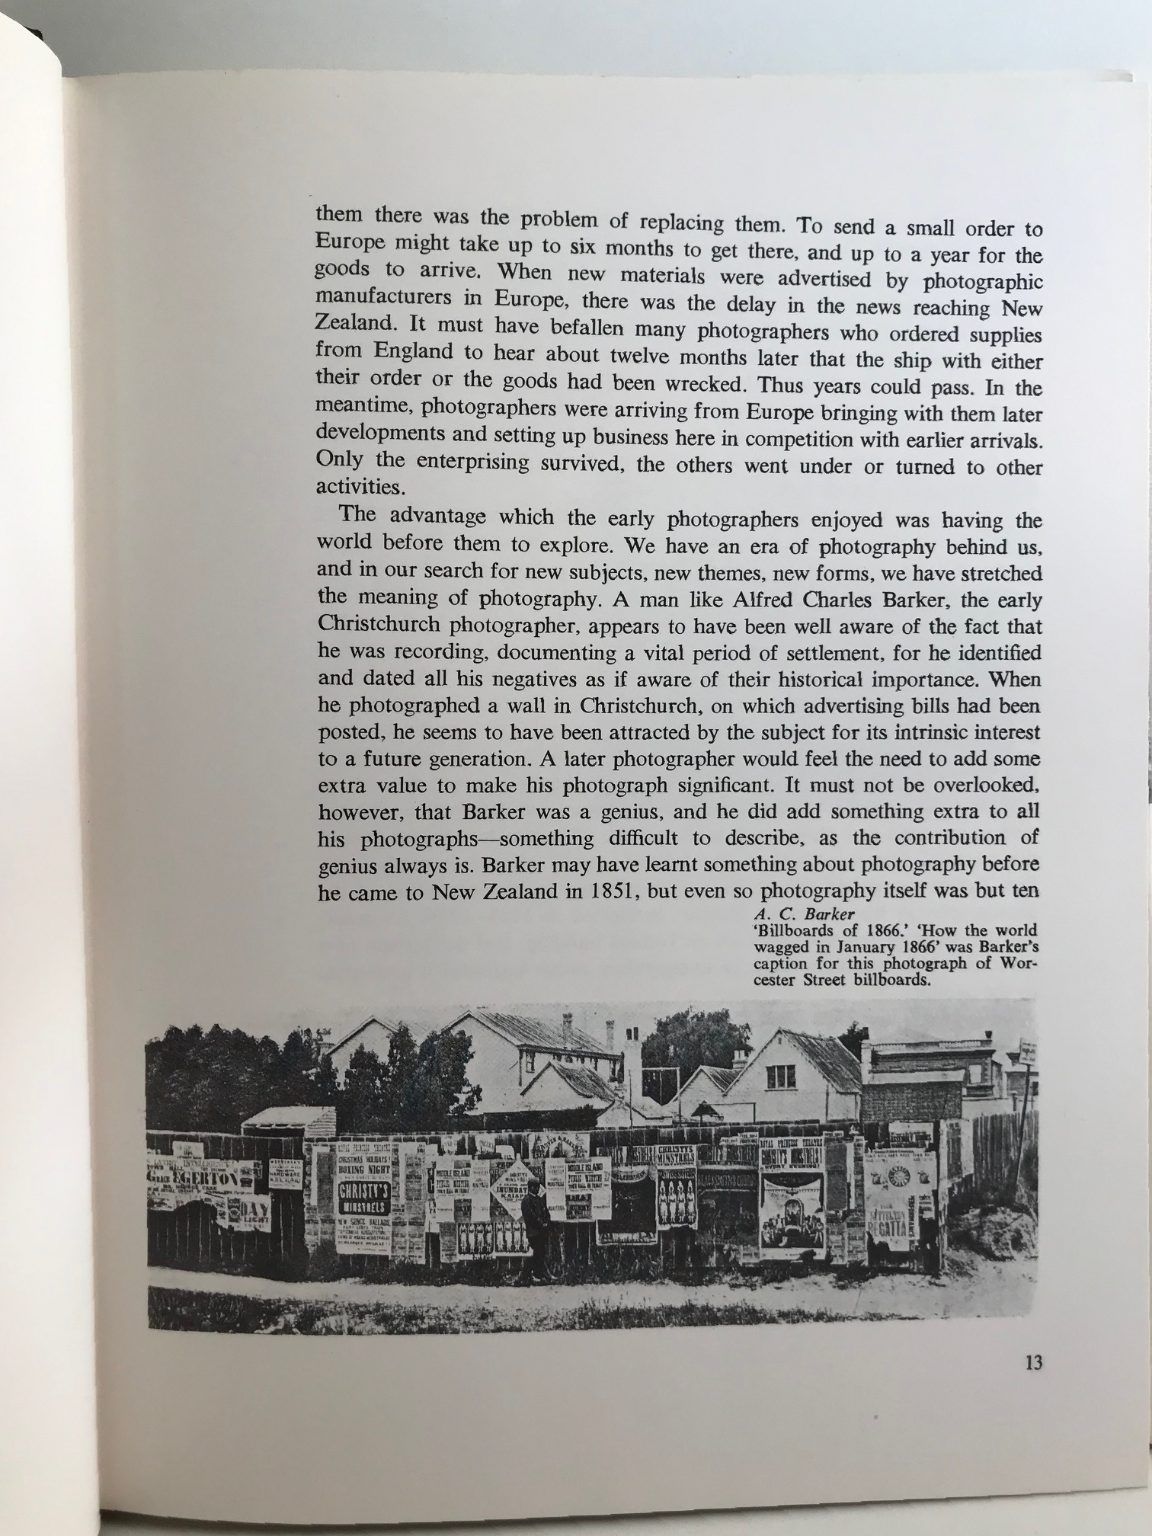 them there was the problem of replacing them. To send a small order to
Europe might take up to six months to get there, and up to a year for the
goods to arrive. When new materials were advertised by photographic
manufacturers in Europe, there was the delay in the news reaching New
Zealand. It must have befallen many photographers who ordered supplies
from England to hear about twelve months later that the ship with either
their order or the goods had been wrecked. Thus years could pass. In the
meantime, photographers were arriving from Europe bringing with them later
developments and setting up business here in competition with earlier arrivals.
Only the enterprising survived, the others went under or turned to other
activities.
The advantage which the early photographers enjoyed was having the
world before them to explore. We have an era of photography behind us,
and in our search for new subjects, new themes, new forms, we have stretched
the meaning of photography. A man like Alfred Charles Barker, the early
Christchurch photographer, appears to have been well aware of the fact that
he was recording, documenting a vital period of settlement, for he identified
and dated all his negatives as if aware of their historical importance. When
he photographed a wall in Christchurch, on which advertising bills had been
posted, he seems to have been attracted by the subject for its intrinsic interest
to a future generation. A later photographer would feel the need to add some
extra value to make his photograph significant. It must not be overlooked,
however, that Barker was a genius, and he did add something extra to all
his photographs—something difficult to describe, as the contribution of
genius always is. Barker may have learnt something about photography before
he came to New Zealand in 1851, but even so photography itself was but ten
A. C. Barker
'Billboards of 1866.' 'How the world
wagged in January 1866' was Barker's
caption for this photograph of Wor-
cester Street billboards.
EGERTON
DAY
CHRISTMAS HOLIDAYS!
BOXING NIGHT
CHRISTY'S
MINSTRELS
MIDDLE ISLAND
KAIAPOI
MIDDLE ISLAND
CHRISTY'S
MINSTRELS
ROYAL PRINCESS THEATRE
REGATTA
13